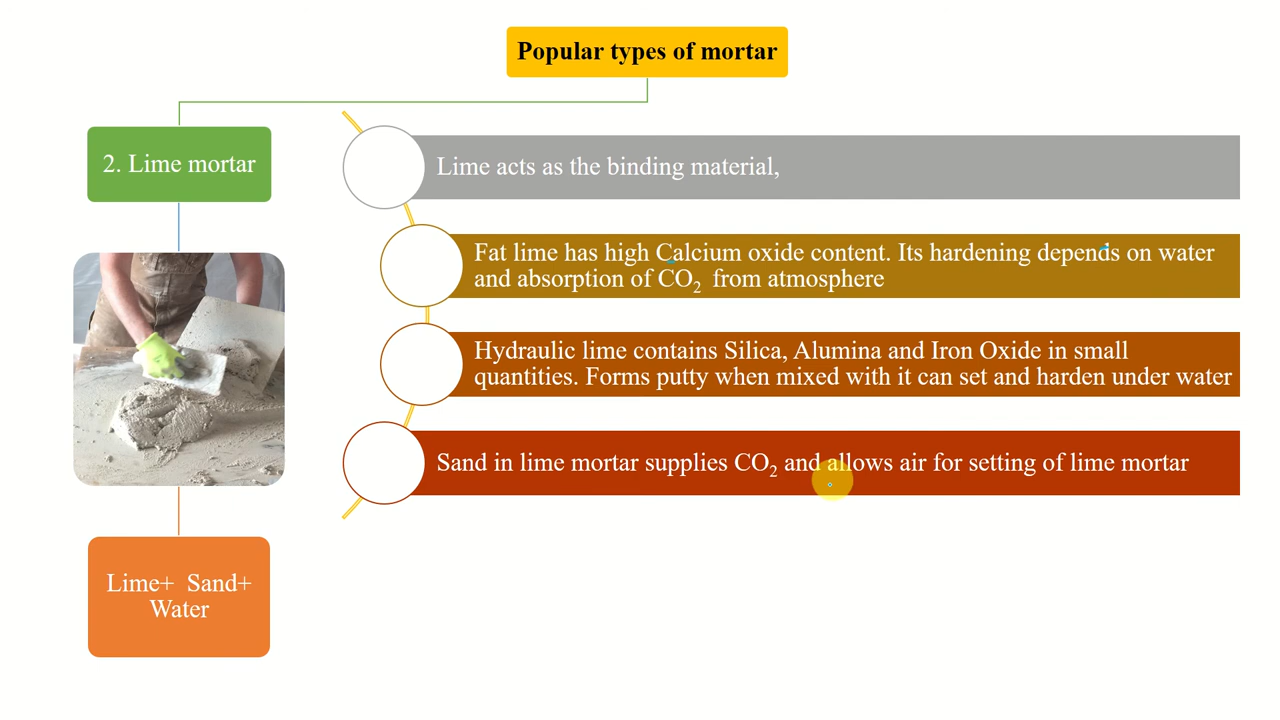 Popular types of mortar
2. Lime mortar
Lime acts as the binding material,
Fat lime has high Calcium oxide content. Its hardening depends on water
and absorption of CO₂ from atmosphere
Hydraulic lime contains Silica, Alumina and Iron Oxide in small
quantities. Forms putty when mixed with it can set and harden under water
Sand in lime mortar supplies CO₂ and allows air for setting of lime mortar
Lime+ Sand+
Water